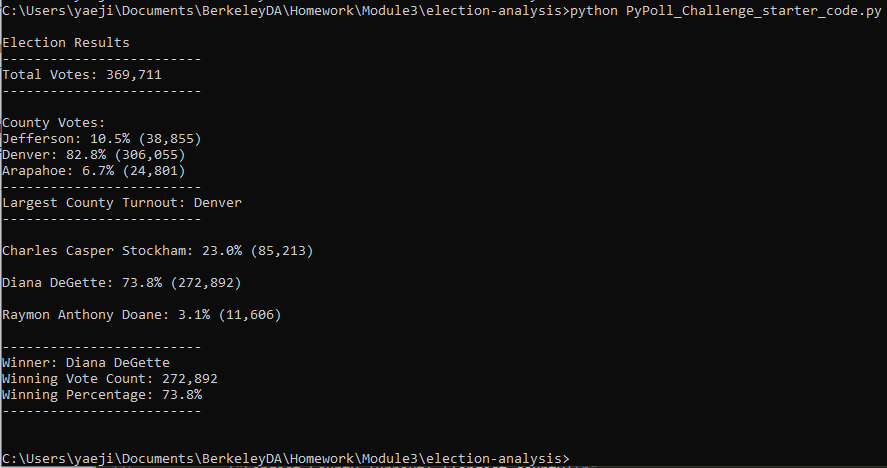 C:\Users\yaeji\Documents\BerkeleyDA\Homework\Module3\election-analysis>python PyPoll_Challenge_starter_code.py
Election Results
-------------------------
Total Votes: 369,711
-------------------------
County Votes:
Jefferson: 10.5% (38,855)
Denver: 82.8% (306,055)
Arapahoe: 6.7% (24,801)
-------------------------
Largest County Turnout: Denver
-------------------------
Charles Casper Stockham: 23.0% (85,213)
Diana DeGette: 73.8% (272,892)
Raymon Anthony Doane: 3.1% (11,606)
-------------------------
Winner: Diana DeGette
Winning Vote Count: 272,892
Winning Percentage: 73.8%
-------------------------
C:\Users\yaeji\Documents\BerkeleyDA\Homework\Module3\election-analysis>